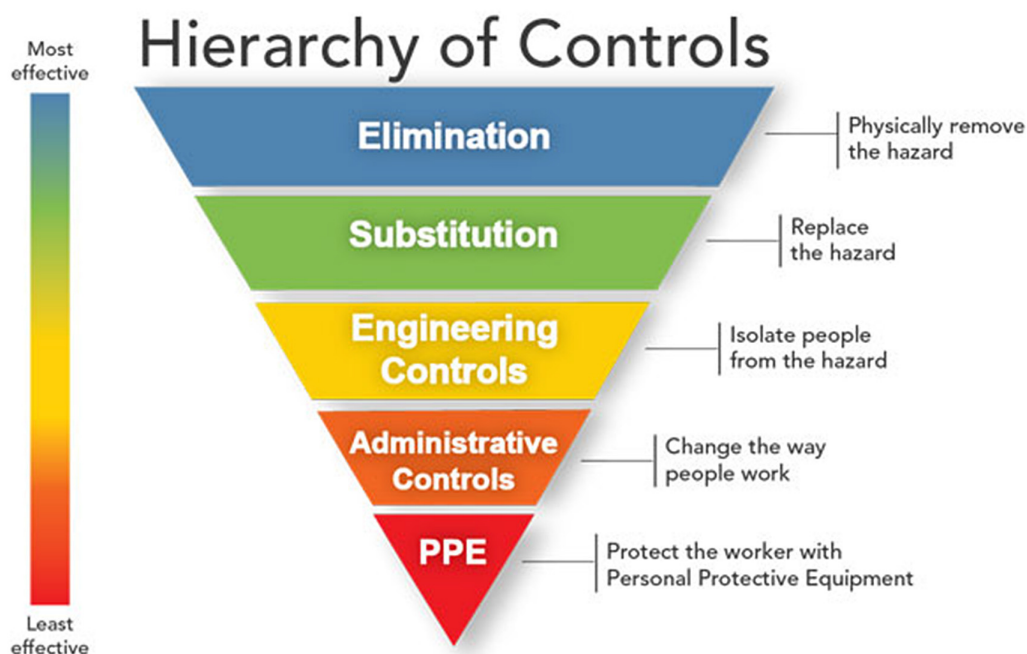 Hierarchy of Controls
Most
effective
Elimination
Physically remove
the hazard
Substitution
Replace
the hazard
Engineering
Controls
Isolate people
from the hazard
Administrative
Controls
Change the way
people work
PPE
Protect the worker with
Personal Protective Equipment
Least
effective